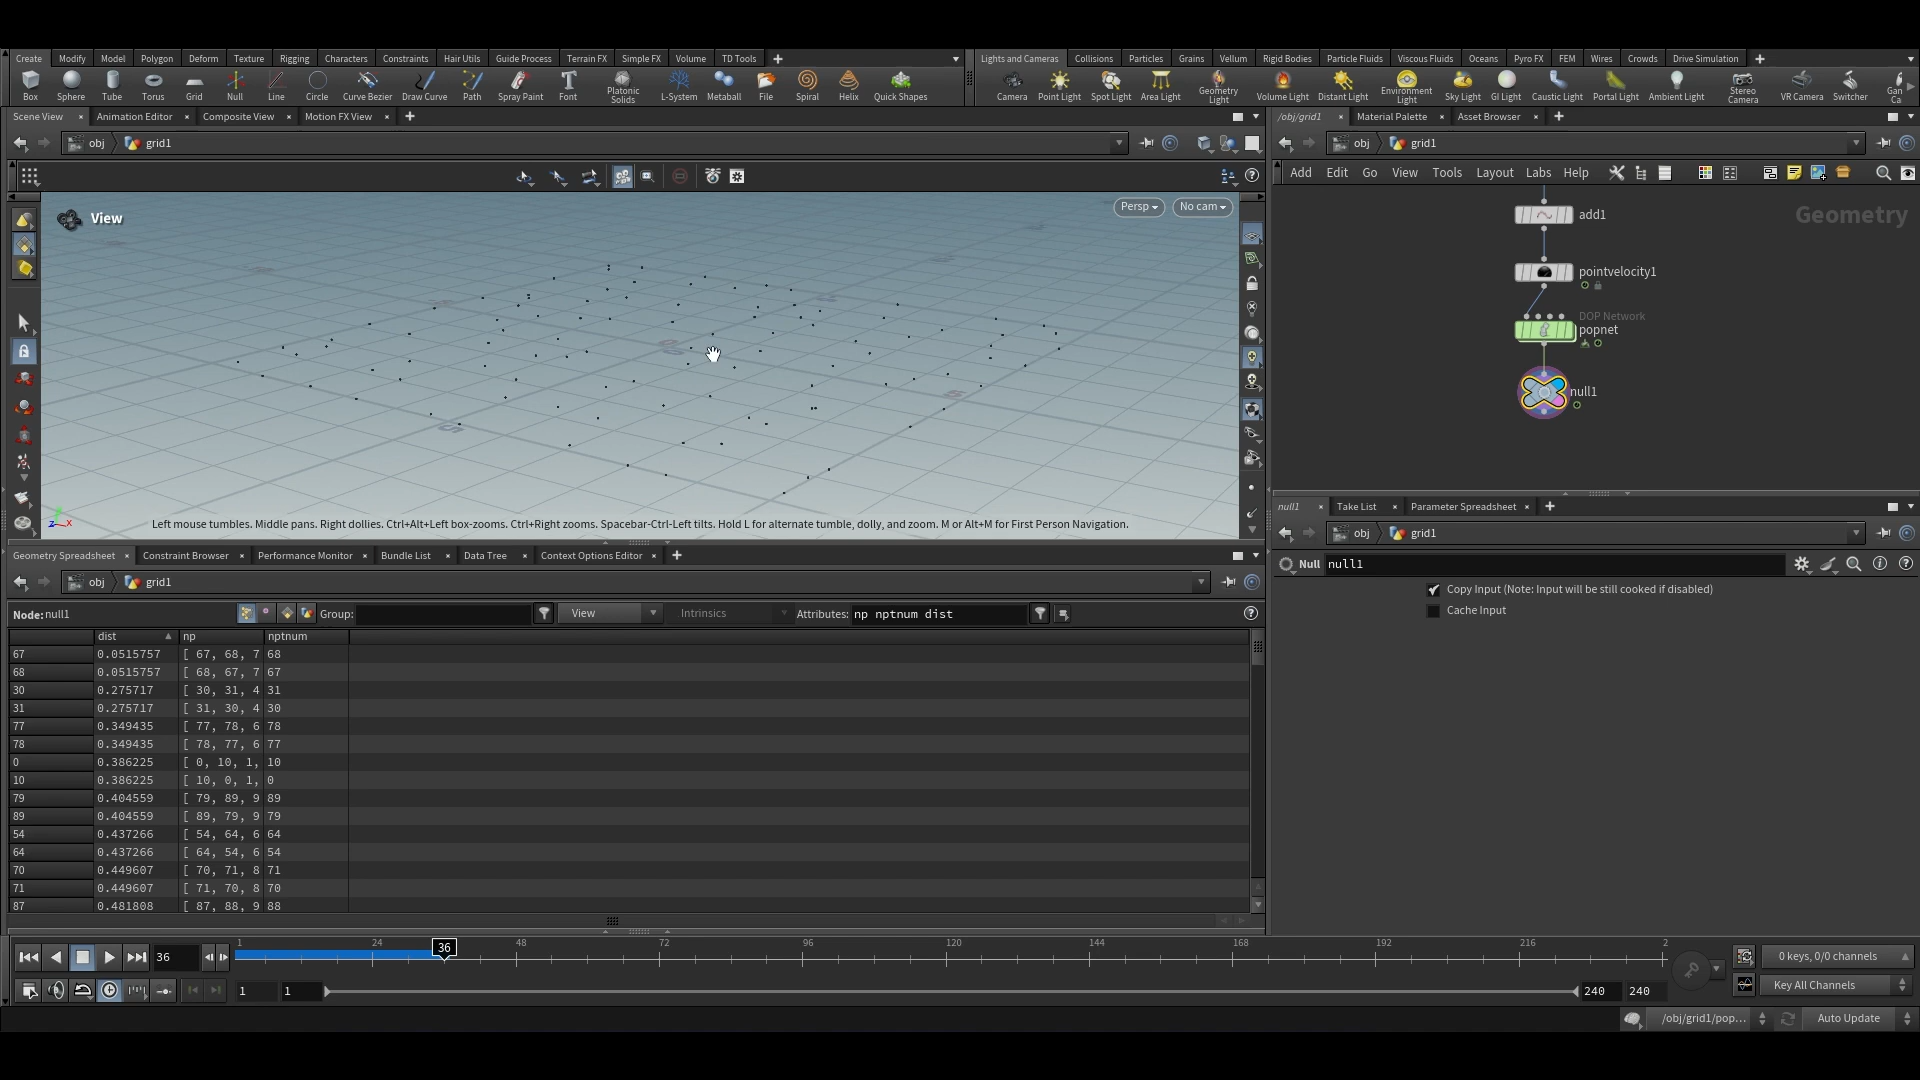 Create Modify Model Polygon Deform Texture Rigging Characters Constraints Hair Utils Guide Process Terrain FX Simple FX Volume TD Tools
Lights and Cameras Collisions Particles Grains Vellum Rigid Bodies Particle Fluids Viscous Fluids Oceans Pyro FX FEM Wires Crowds Drive Simulation
Box Sphere Tube Torus Grid Null Line Circle Curve Bezier Draw Curve Path Spray Paint Font Platonic Solids L-System Metaball File Spiral Helix Quick Shapes
Camera Point Light Spot Light Area Light Geometry Light Volume Light Distant Light Environment Light Sky Light GI Light Caustic Light Portal Light Ambient Light Stereo Camera VR Camera Switcher Gan Ca
Scene View Animation Editor Composite View Motion FX View
/obj/grid1 Material Palette Asset Browser
obj grid1
obj grid1
Add Edit Go View Tools Layout Labs Help
View
Persp No cam
Left mouse tumbles. Middle pans. Right dollies. Ctrl+Alt+Left box-zooms. Ctrl+Right zooms. Spacebar-Ctrl-Left tilts. Hold L for alternate tumble, dolly, and zoom. M or Alt+M for First Person Navigation.
Geometry
add1
pointvelocity1
DOP Network
popnet
null1
null1 Take List Parameter Spreadsheet
obj grid1
Null null1
Copy Input (Note: Input will be still cooked if disabled)
Cache Input
Geometry Spreadsheet Constraint Browser Performance Monitor Bundle List Data Tree Context Options Editor
obj grid1
Node: null1 Group: View Intrinsics Attributes: np nptnum dist
dist np nptnum
67 0.0515757 [ 67, 68, 7 68
68 0.0515757 [ 68, 67, 7 67
30 0.275717 [ 30, 31, 4 31
31 0.275717 [ 31, 30, 4 30
77 0.349435 [ 77, 78, 6 78
78 0.349435 [ 78, 77, 6 77
0 0.386225 [ 0, 10, 1, 10
10 0.386225 [ 10, 0, 1, 0
79 0.404559 [ 79, 89, 9 89
89 0.404559 [ 89, 79, 9 79
54 0.437266 [ 54, 64, 6 64
64 0.437266 [ 64, 54, 6 54
70 0.449607 [ 70, 71, 8 71
71 0.449607 [ 71, 70, 8 70
87 0.481808 [ 87, 88, 9 88
36 1 24 36 48 72 96 120 144 168 192 216 2
0 keys, 0/0 channels
1 1 240 240
Key All Channels
/obj/grid1/pop... Auto Update